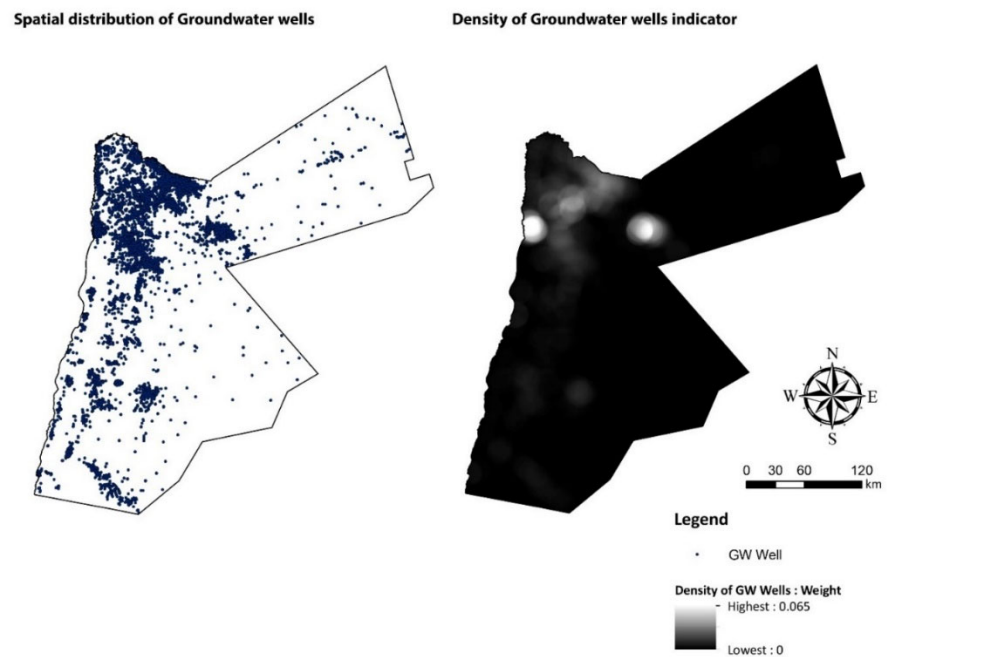 Spatial distribution of Groundwater wells
Density of Groundwater wells indicator
N
W E
S
0 30 60 120
km
Legend
GW Well
Density of GW Wells : Weight
Highest : 0.065
Lowest : 0